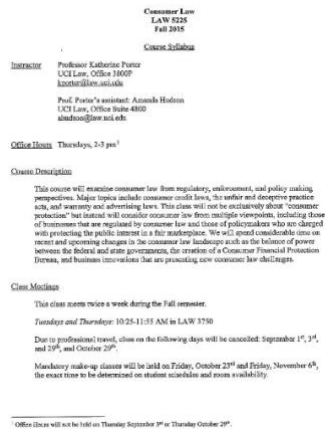 Consumer Law
LAW 5225
Fall 2015
Course Syllabus
Instructor Professor Katherine Porter
UCI Law, Office 3800P
kporter@law.uci.edu
Prof. Porter's assistant: Amanda Hudson
UCI Law, Office Suite 4800
ahudson@law.uci.edu
Office Hours Thursdays, 2-3 pm¹
Course Description
This course will examine consumer law from regulatory, enforcement, and policy making
perspectives. Major topics include consumer credit laws, the unfair and deceptive practice
acts, and warranty and advertising laws. This class will not be exclusively about "consumer
protection" but instead will consider consumer law from multiple viewpoints, including those
of businesses that are regulated by consumer law and those of policymakers who are charged
with protecting the public interest in a fair marketplace. We will spend considerable time on
recent and upcoming changes in the consumer law landscape such as the balance of power
between the federal and state governments, the creation of a Consumer Financial Protection
Bureau, and business innovations that are presenting new consumer law challenges.
Class Meetings
This class meets twice a week during the Fall semester.
Tuesdays and Thursdays: 10:25-11:55 AM in LAW 3750
Due to professional travel, class on the following days will be cancelled: September 1st, 3rd,
and 29th, and October 29th.
Mandatory make-up classes will be held on Friday, October 23rd and Friday, November 6th,
the exact time to be determined on student schedules and room availability.
¹ Office Hours will not be held on Thursday September 3rd or Thursday October 29th.